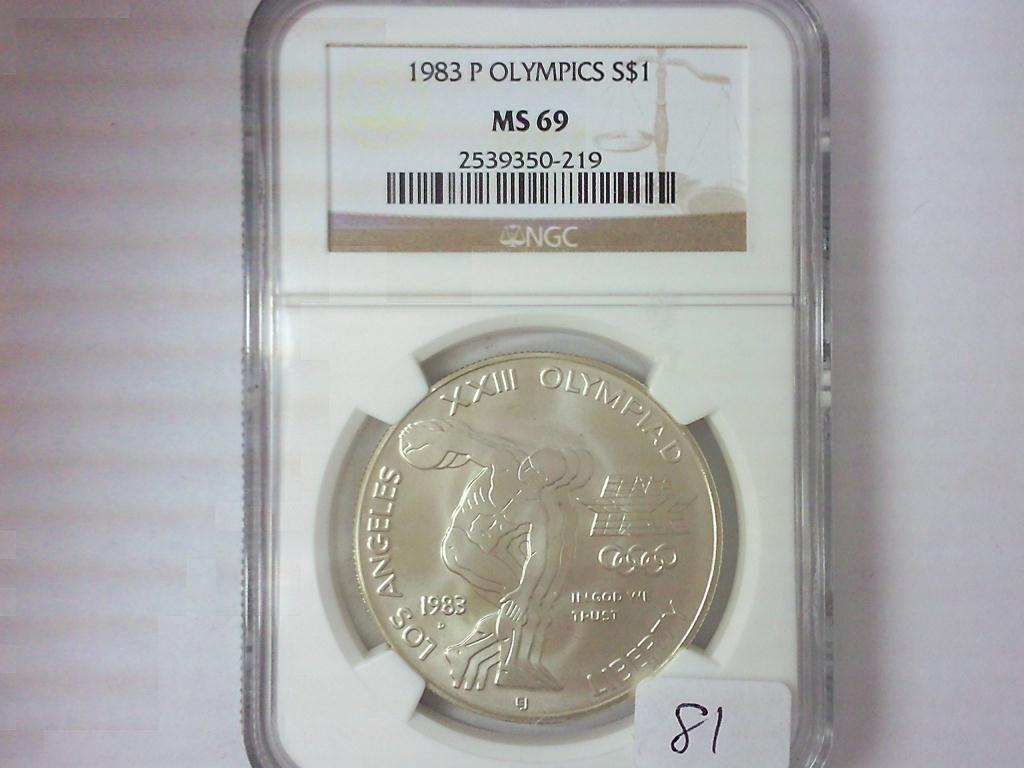 1983 P OLYMPICS S$1
MS 69
2539350-219
NGC
XXIII OLYMPIAD
LOS ANGELES
1983
P
IN GOD WE
TRUST
LIBERTY
EJ
81